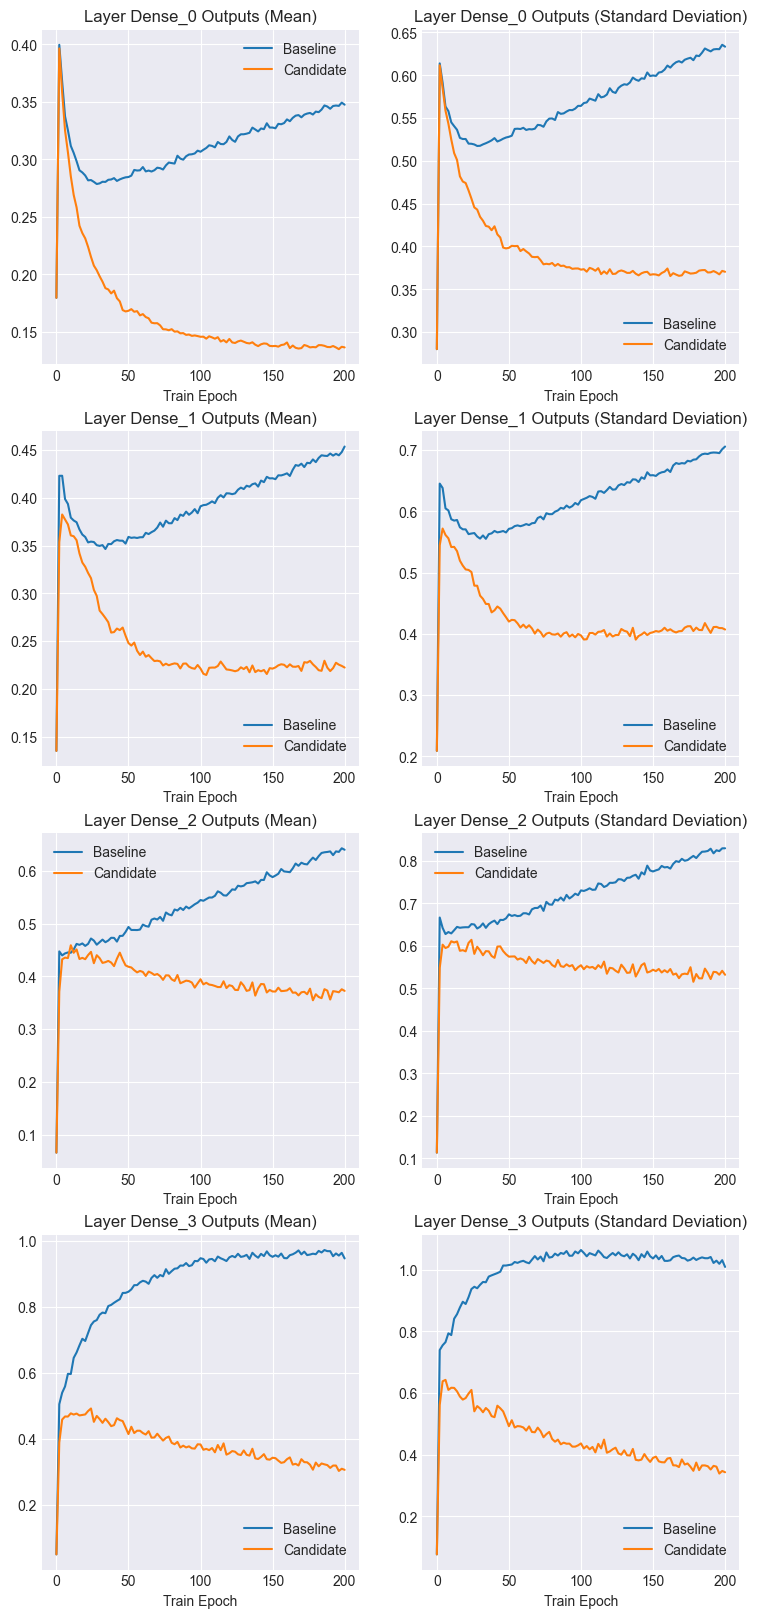 Layer Dense_0 Outputs (Mean)
Layer Dense_0 Outputs (Standard Deviation)
0.40
0.35
0.30
0.25
0.20
0.15
Baseline
Candidate
0 50 100 150 200
Train Epoch
0.65
0.60
0.55
0.50
0.45
0.40
0.35
0.30
Baseline
Candidate
0 50 100 150 200
Train Epoch
Layer Dense_1 Outputs (Mean)
Layer Dense_1 Outputs (Standard Deviation)
0.45
0.40
0.35
0.30
0.25
0.20
0.15
Baseline
Candidate
0 50 100 150 200
Train Epoch
0.7
0.6
0.5
0.4
0.3
0.2
Baseline
Candidate
0 50 100 150 200
Train Epoch
Layer Dense_2 Outputs (Mean)
Layer Dense_2 Outputs (Standard Deviation)
Baseline
Candidate
0.6
0.5
0.4
0.3
0.2
0.1
0 50 100 150 200
Train Epoch
Baseline
Candidate
0.8
0.7
0.6
0.5
0.4
0.3
0.2
0.1
0 50 100 150 200
Train Epoch
Layer Dense_3 Outputs (Mean)
Layer Dense_3 Outputs (Standard Deviation)
1.0
0.8
0.6
0.4
0.2
Baseline
Candidate
0 50 100 150 200
Train Epoch
1.0
0.8
0.6
0.4
0.2
Baseline
Candidate
0 50 100 150 200
Train Epoch